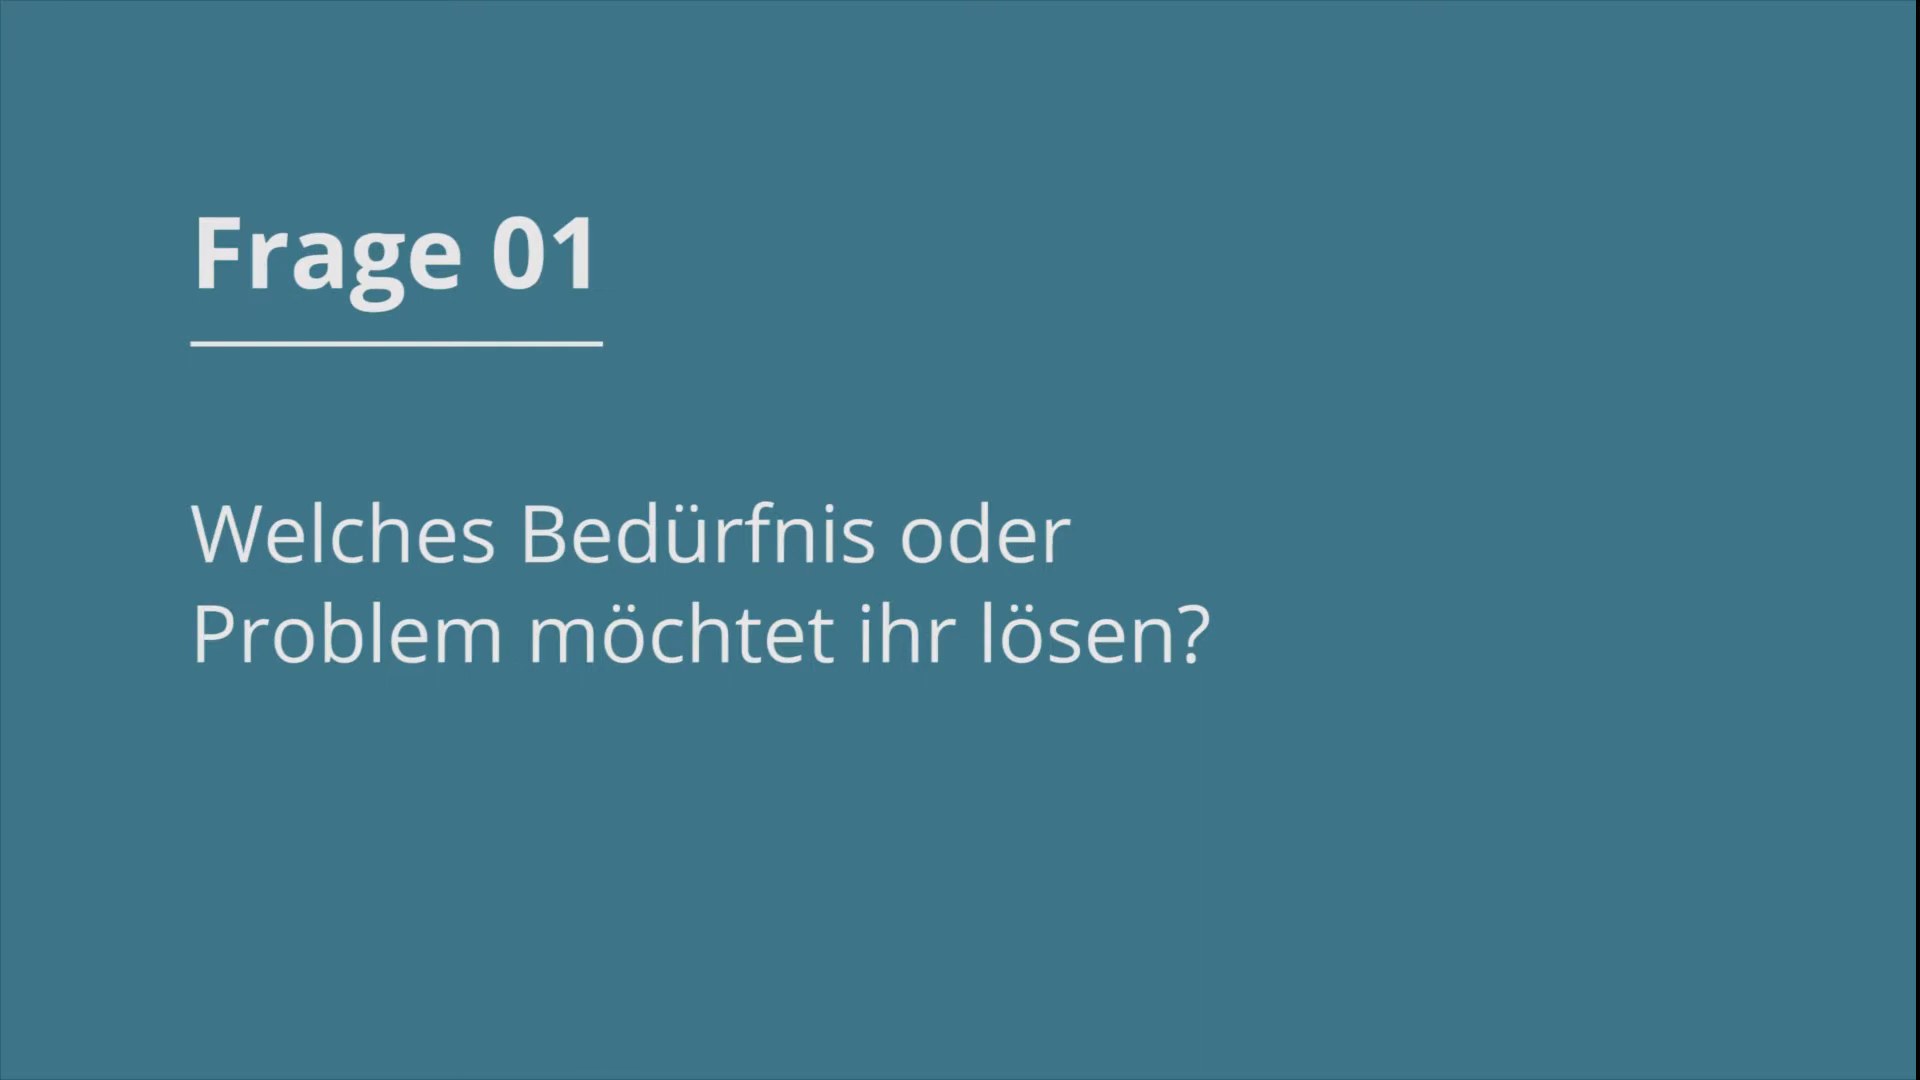 Frage 01
Welches Bedürfnis oder
Problem möchtet ihr lösen?